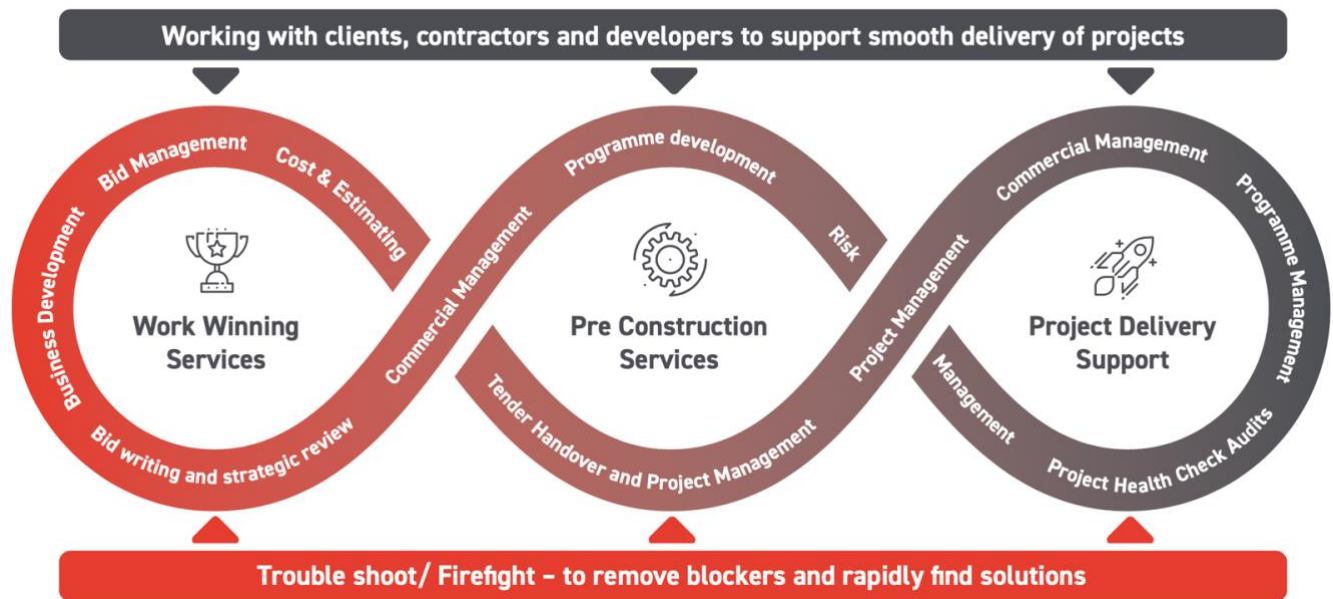 Working with clients, contractors and developers to support smooth delivery of projects
Bid Management
Cost & Estimating
Business Development
Bid writing and strategic review
Work Winning
Services
Commercial Management
Programme development
Risk
Pre Construction
Services
Tender Handover and Project Management
Project Management
Commercial Management
Programme Management
Project Delivery
Support
Management
Project Health Check Audits
Trouble shoot/ Firefight – to remove blockers and rapidly find solutions